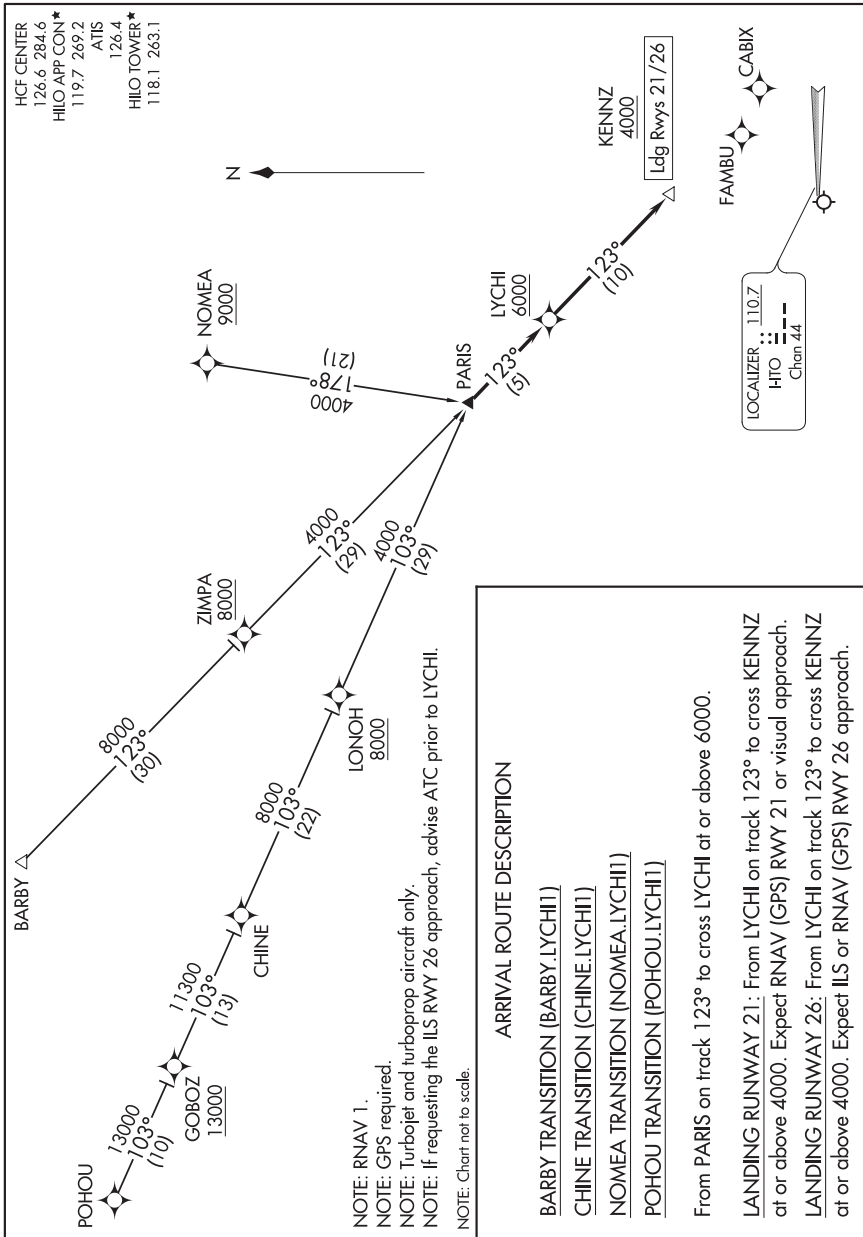 HCF CENTER
126.6 284.6
HILO APP CON★
119.7 269.2
ATIS
126.4
HILO TOWER★
118.1 263.1
N
BARBY
8000
123°
(30)
ZIMPA
8000
4000
123°
(29)
NOMEA
9000
4000
178°
(21)
POHOU
13000
103°
(10)
GOBOZ
13000
11300
103°
(13)
CHINE
8000
103°
(22)
LONOH
8000
4000
103°
(29)
PARIS
123°
(5)
LYCHI
6000
123°
(10)
KENNZ
4000
Ldg Rwys 21/26
FAMBU
CABIX
LOCALIZER 110.7
I-ITO
Chan 44
NOTE: RNAV 1.
NOTE: GPS required.
NOTE: Turbojet and turboprop aircraft only.
NOTE: If requesting the ILS RWY 26 approach, advise ATC prior to LYCHI.
NOTE: Chart not to scale.
ARRIVAL ROUTE DESCRIPTION
BARBY TRANSITION (BARBY.LYCHI1)
CHINE TRANSITION (CHINE.LYCHI1)
NOMEA TRANSITION (NOMEA.LYCHI1)
POHOU TRANSITION (POHOU.LYCHI1)
From PARIS on track 123° to cross LYCHI at or above 6000.
LANDING RUNWAY 21: From LYCHI on track 123° to cross KENNZ
at or above 4000. Expect RNAV (GPS) RWY 21 or visual approach.
LANDING RUNWAY 26: From LYCHI on track 123° to cross KENNZ
at or above 4000. Expect ILS or RNAV (GPS) RWY 26 approach.